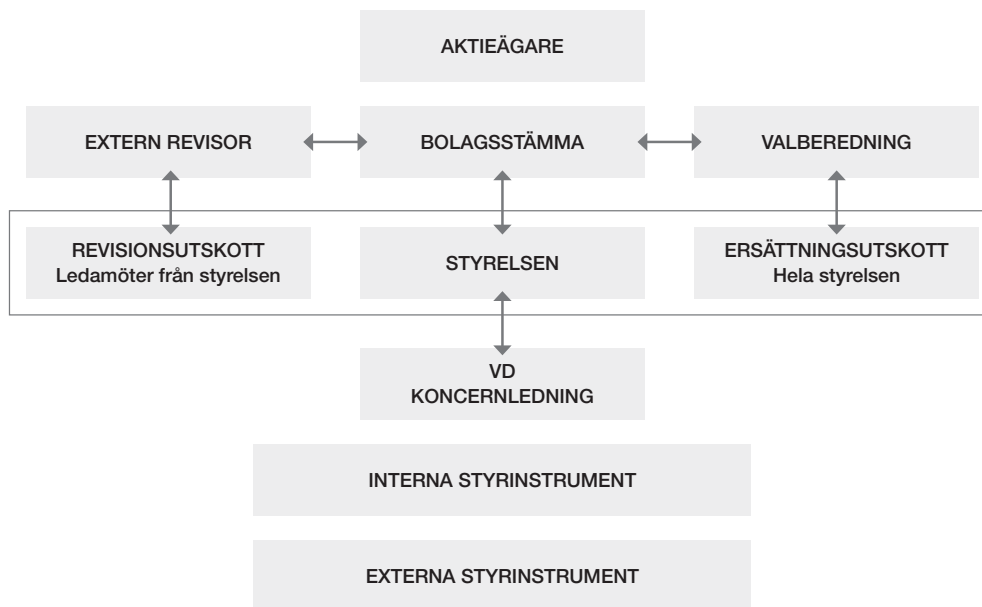 AKTIEÄGARE
EXTERN REVISOR
BOLAGSSTÄMMA
VALBEREDNING
REVISIONSUTSKOTT
Ledamöter från styrelsen
STYRELSEN
ERSÄTTNINGSUTSKOTT
Hela styrelsen
VD
KONCERNLEDNING
INTERNA STYRINSTRUMENT
EXTERNA STYRINSTRUMENT